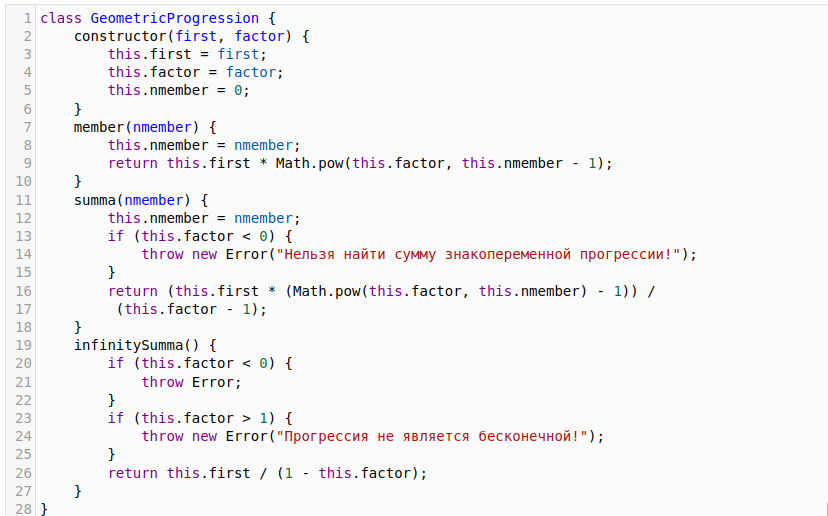 1 class GeometricProgression {
2     constructor(first, factor) {
3         this.first = first;
4         this.factor = factor;
5         this.nmember = 0;
6     }
7     member(nmember) {
8         this.nmember = nmember;
9         return this.first * Math.pow(this.factor, this.nmember - 1);
10     }
11     summa(nmember) {
12         this.nmember = nmember;
13         if (this.factor < 0) {
14             throw new Error("Нельзя найти сумму знакопеременной прогрессии!");
15         }
16         return (this.first * (Math.pow(this.factor, this.nmember) - 1)) /
17          (this.factor - 1);
18     }
19     infinitySumma() {
20         if (this.factor < 0) {
21             throw Error;
22         }
23         if (this.factor > 1) {
24             throw new Error("Прогрессия не является бесконечной!");
25         }
26         return this.first / (1 - this.factor);
27     }
28 }